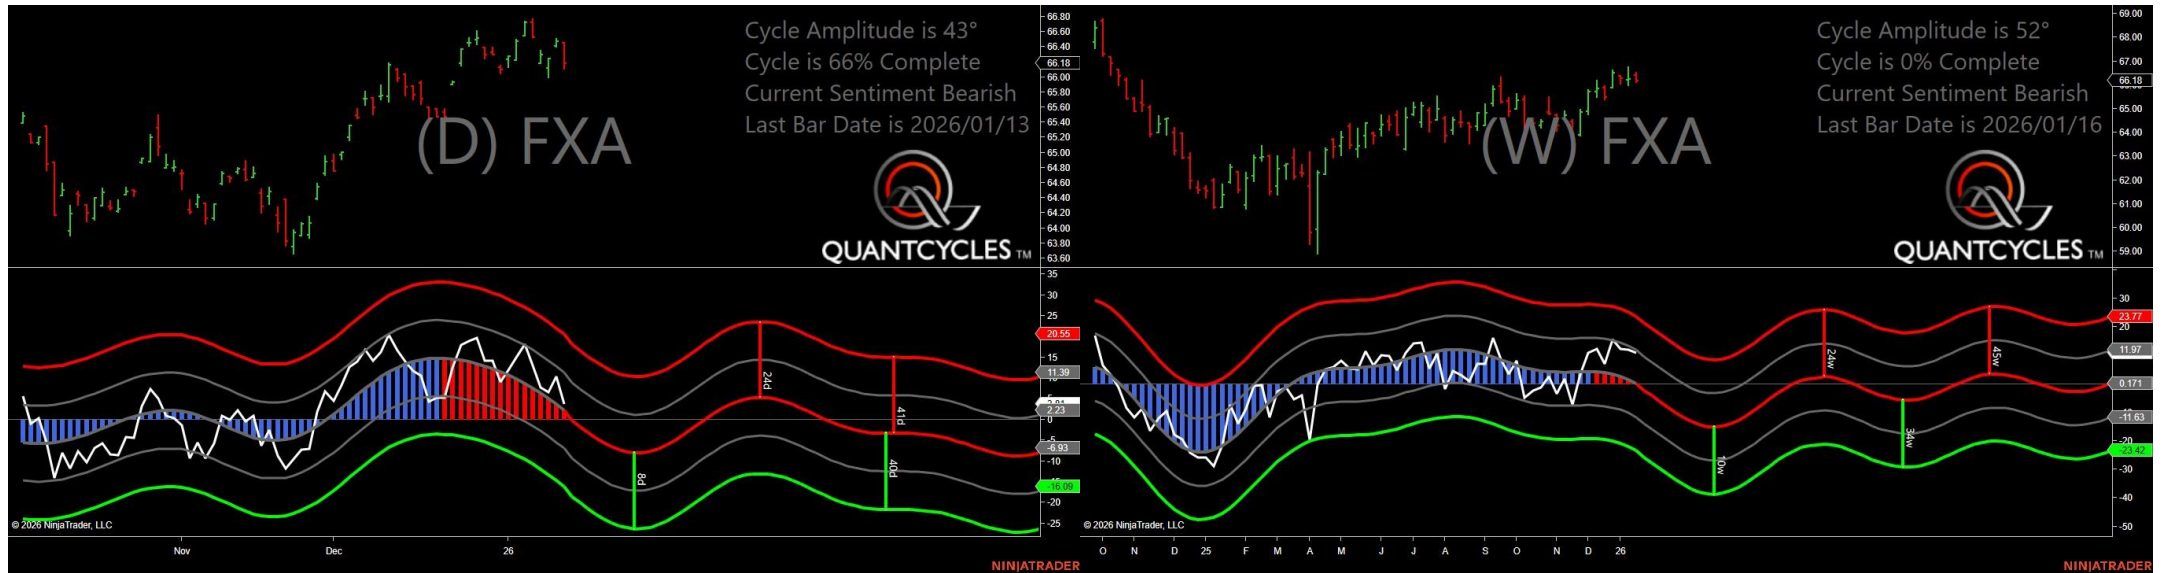 Cycle Amplitude is 43°
Cycle is 66% Complete
Current Sentiment Bearish
Last Bar Date is 2026/01/13
(D) FXA
QUANTCYCLES TM
66.80
66.60
66.40
66.18
66.00
65.80
65.60
65.40
65.20
65.00
64.80
64.60
64.40
64.20
64.00
63.80
63.60
35
30
25
20.55
15
11.39
2.23
0
-6.93
-10
-16.09
-20
-25
24d
41d
8d
40d
© 2026 NinjaTrader, LLC
Nov Dec 26
NINJATRADER
Cycle Amplitude is 52°
Cycle is 0% Complete
Current Sentiment Bearish
Last Bar Date is 2026/01/16
(W) FXA
QUANTCYCLES TM
69.00
68.00
67.00
66.18
65.00
64.00
63.00
62.00
61.00
60.00
59.00
30
23.77
20
11.97
0.171
-11.63
-20
-23.42
-30
-40
-50
24w
45w
10w
34w
© 2026 NinjaTrader, LLC
O N D 25 F M A M J J A S O N D 26
NINJATRADER